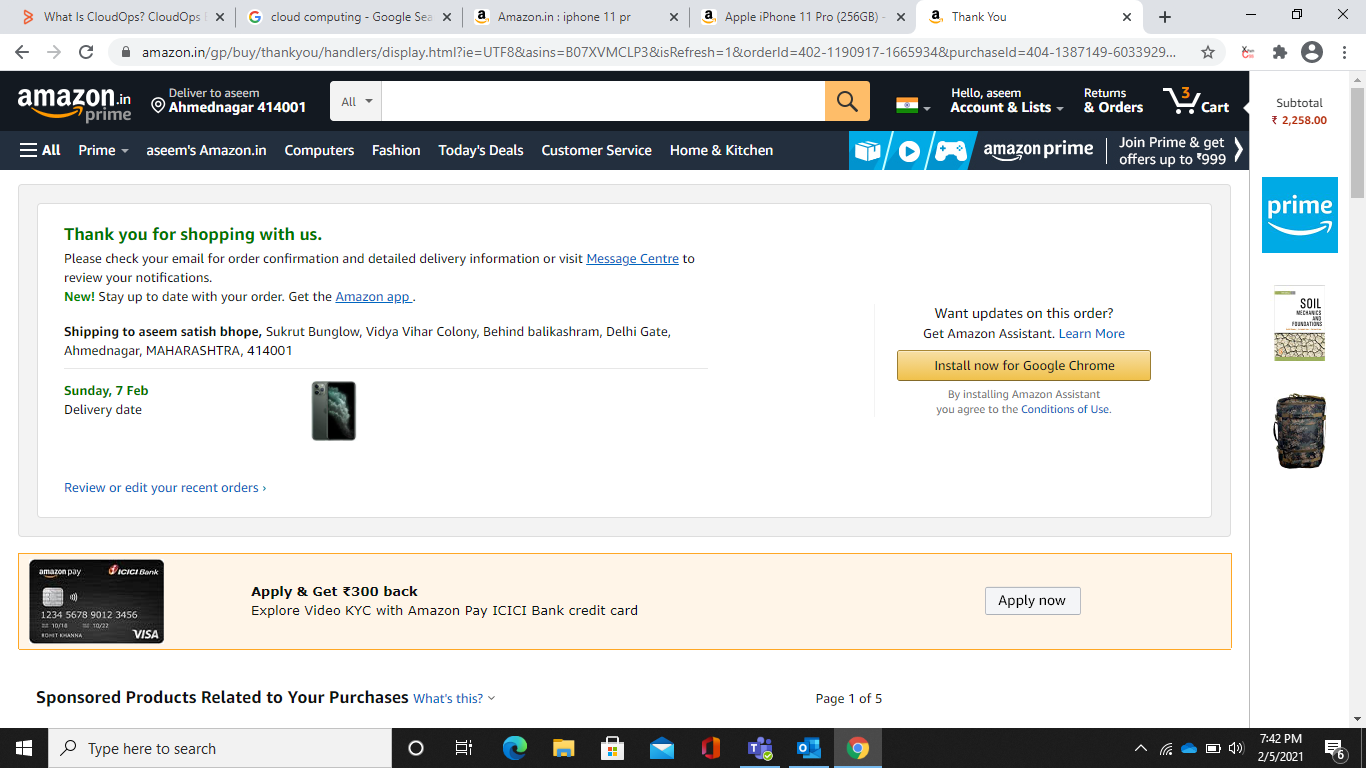 What Is CloudOps? CloudOps
cloud computing - Google Sea
Amazon.in : iphone 11 pr
Apple iPhone 11 Pro (256GB) -
Thank You
amazon.in/gp/buy/thankyou/handlers/display.html?ie=UTF8&asins=B07XVMCLP3&isRefresh=1&orderId=402-1190917-1665934&purchaseId=404-1387149-6033929...
amazon.in
prime
Deliver to aseem
Ahmednagar 414001
All
Hello, aseem
Account & Lists
Returns
& Orders
3
Cart
Subtotal
₹ 2,258.00
All
Prime
aseem's Amazon.in
Computers
Fashion
Today's Deals
Customer Service
Home & Kitchen
amazon prime
Join Prime & get
offers up to ₹999
prime
Thank you for shopping with us.
Please check your email for order confirmation and detailed delivery information or visit Message Centre to
review your notifications.
New! Stay up to date with your order. Get the Amazon app .
Shipping to aseem satish bhope, Sukrut Bunglow, Vidya Vihar Colony, Behind balikashram, Delhi Gate,
Ahmednagar, MAHARASHTRA, 414001
Sunday, 7 Feb
Delivery date
Review or edit your recent orders ›
Want updates on this order?
Get Amazon Assistant. Learn More
Install now for Google Chrome
By installing Amazon Assistant
you agree to the Conditions of Use.
SOIL
MECHANICS
AND
FOUNDATIONS
amazon pay
ICICI Bank
1234 5678 9012 3456
10/18
10/22
ROHIT KHANNA
VISA
Apply & Get ₹300 back
Explore Video KYC with Amazon Pay ICICI Bank credit card
Apply now
Sponsored Products Related to Your Purchases What's this?
Page 1 of 5
Type here to search
7:42 PM
2/5/2021
6